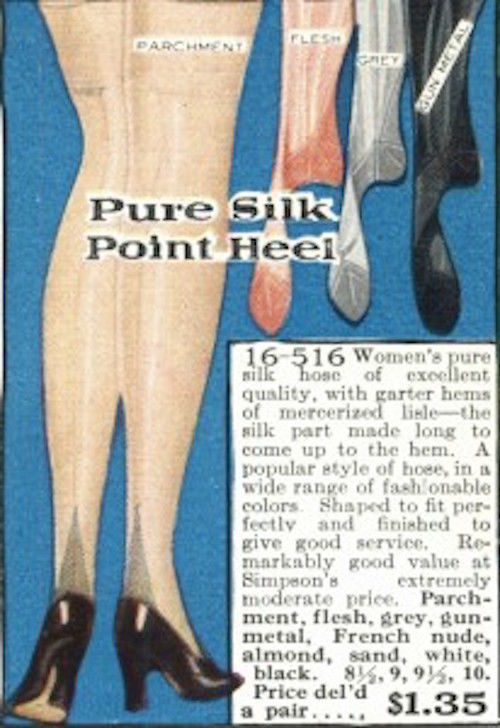 PARCHMENT
FLESH
GREY
GUN METAL
Pure Silk
Point Heel
16-516 Women's pure
silk hose of excellent
quality, with garter hems
of mercerized lisle—the
silk part made long to
come up to the hem. A
popular style of hose, in a
wide range of fashionable
colors. Shaped to fit per-
fectly and finished to
give good service. Re-
markably good value at
Simpson's extremely
moderate price. Parch-
ment, flesh, grey, gun-
metal, French nude,
almond, sand, white,
black. 8½, 9, 9½, 10.
Price del'd
a pair...., $1.35